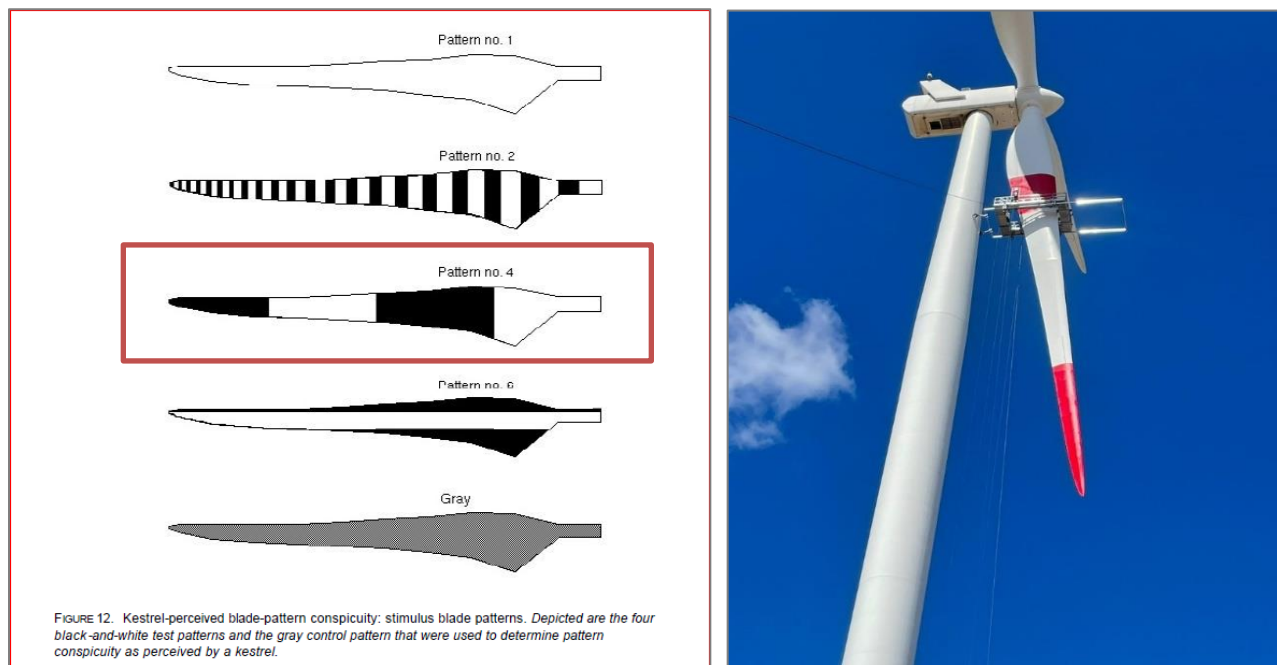 Pattern no. 1
Pattern no. 2
Pattern no. 4
Pattern no. 6
Gray
FIGURE 12. Kestrel-perceived blade-pattern conspicuity: stimulus blade patterns. Depicted are the four
black-and-white test patterns and the gray control pattern that were used to determine pattern
conspicuity as perceived by a kestrel.